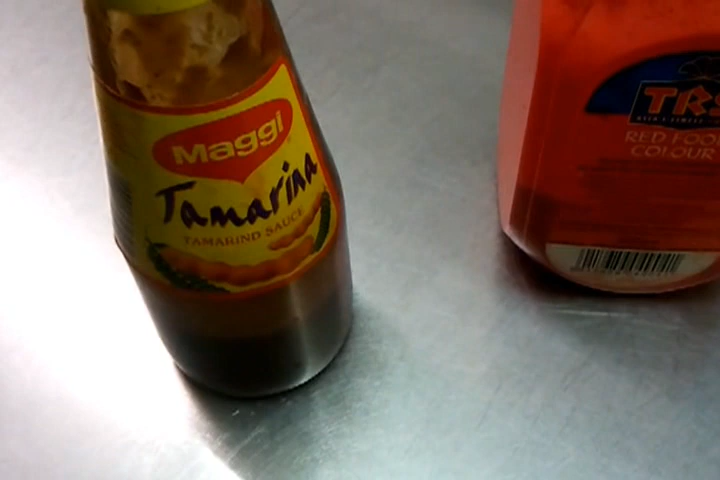 Maggi
Tamarina
TAMARIND SAUCE
TRS
RED FOOD
COLOUR